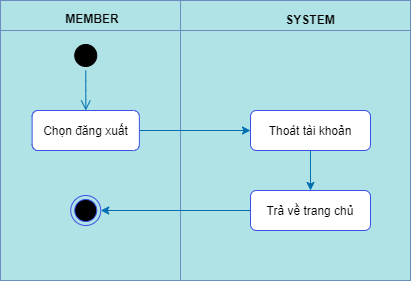 MEMBER
SYSTEM
Chọn đăng xuất
Thoát tài khoản
Trả về trang chủ